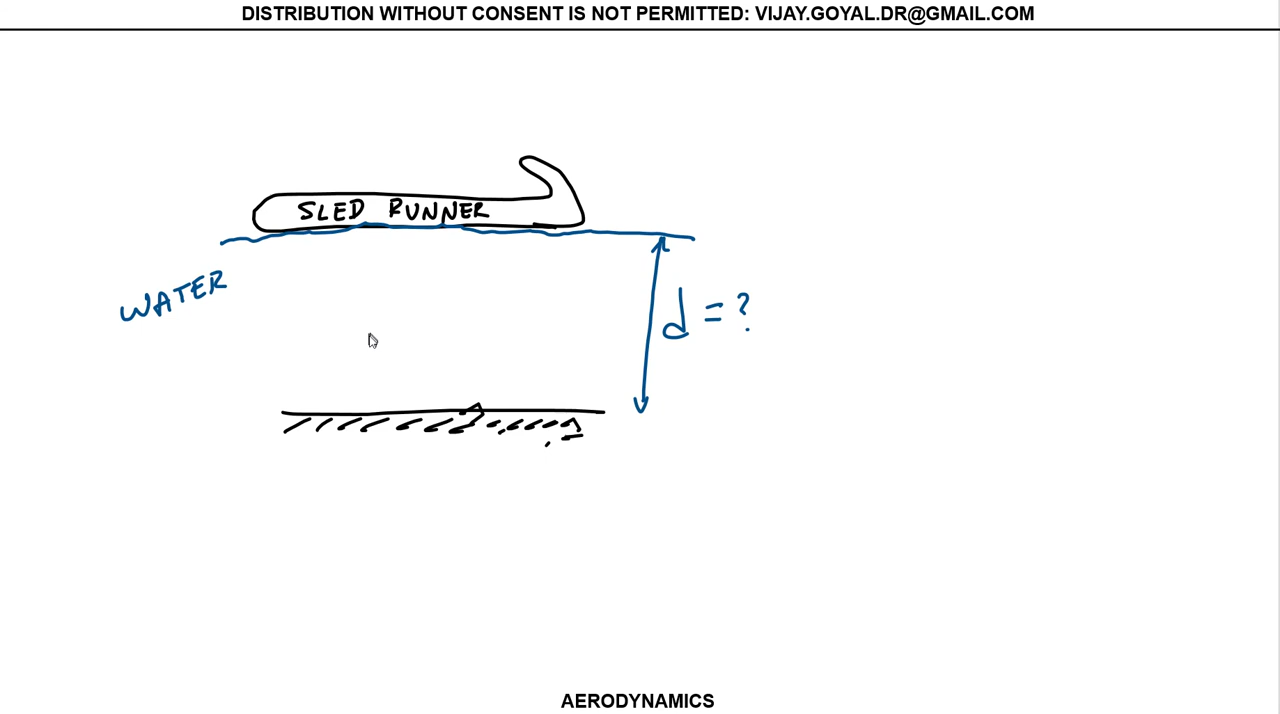 DISTRIBUTION WITHOUT CONSENT IS NOT PERMITTED: VIJAY.GOYAL.DR@GMAIL.COM
SLED RUNNER
WATER
d = ?
AERODYNAMICS